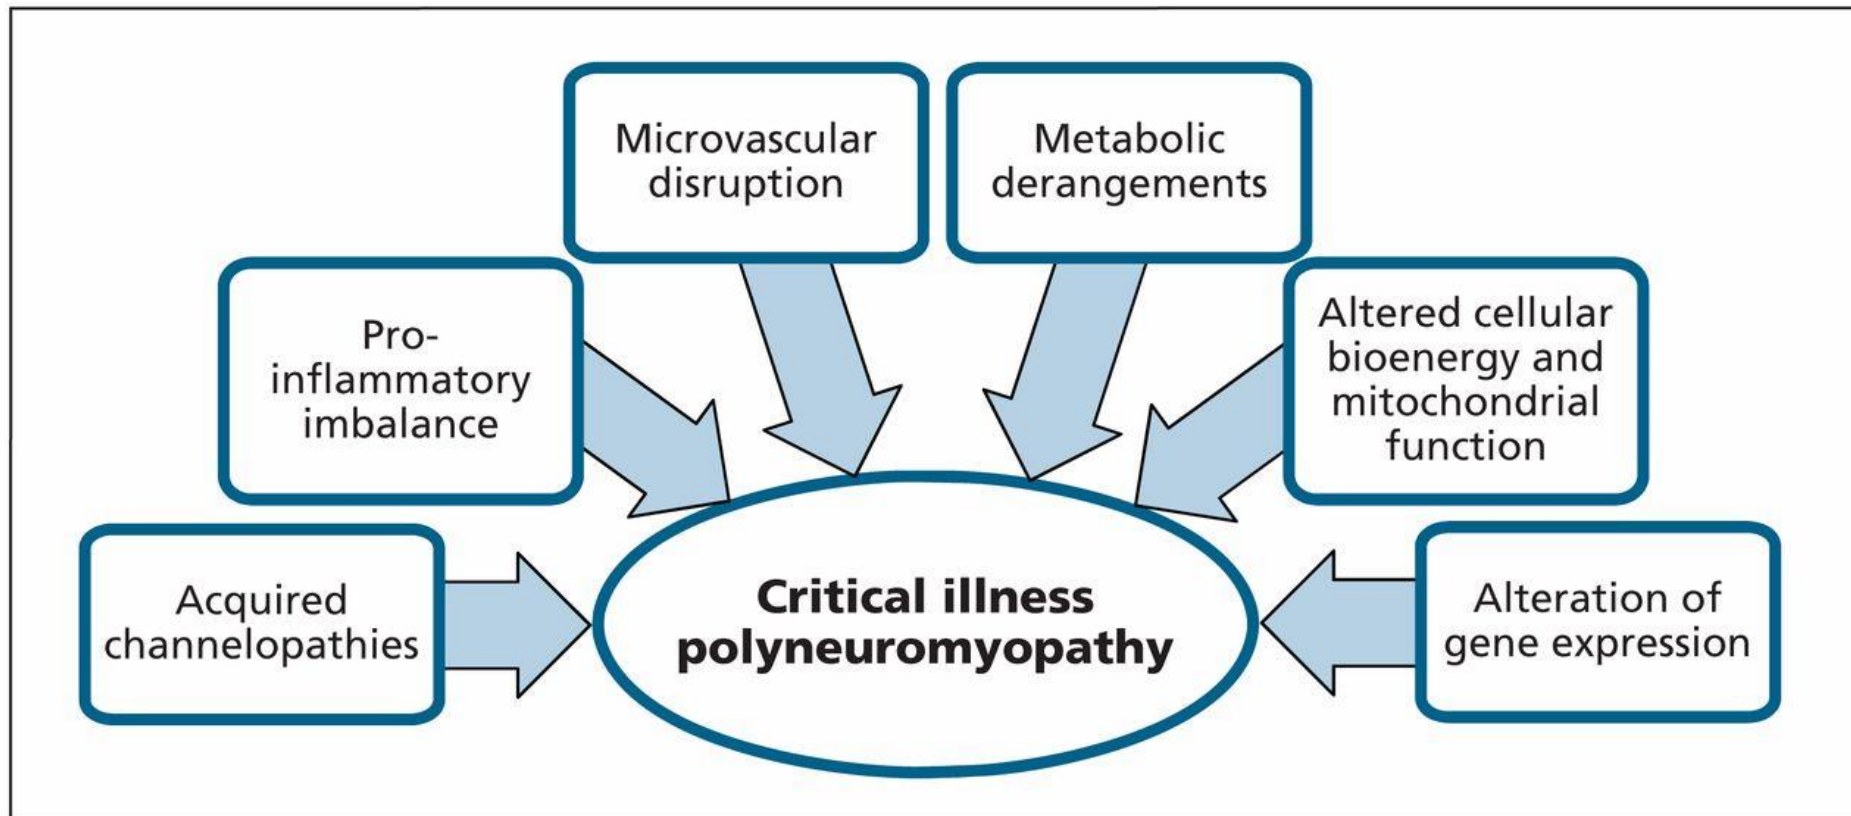 Microvascular
disruption
Metabolic
derangements
Pro-
inflammatory
imbalance
Altered cellular
bioenergy and
mitochondrial
function
Acquired
channelopathies
Critical illness
polyneuromyopathy
Alteration of
gene expression